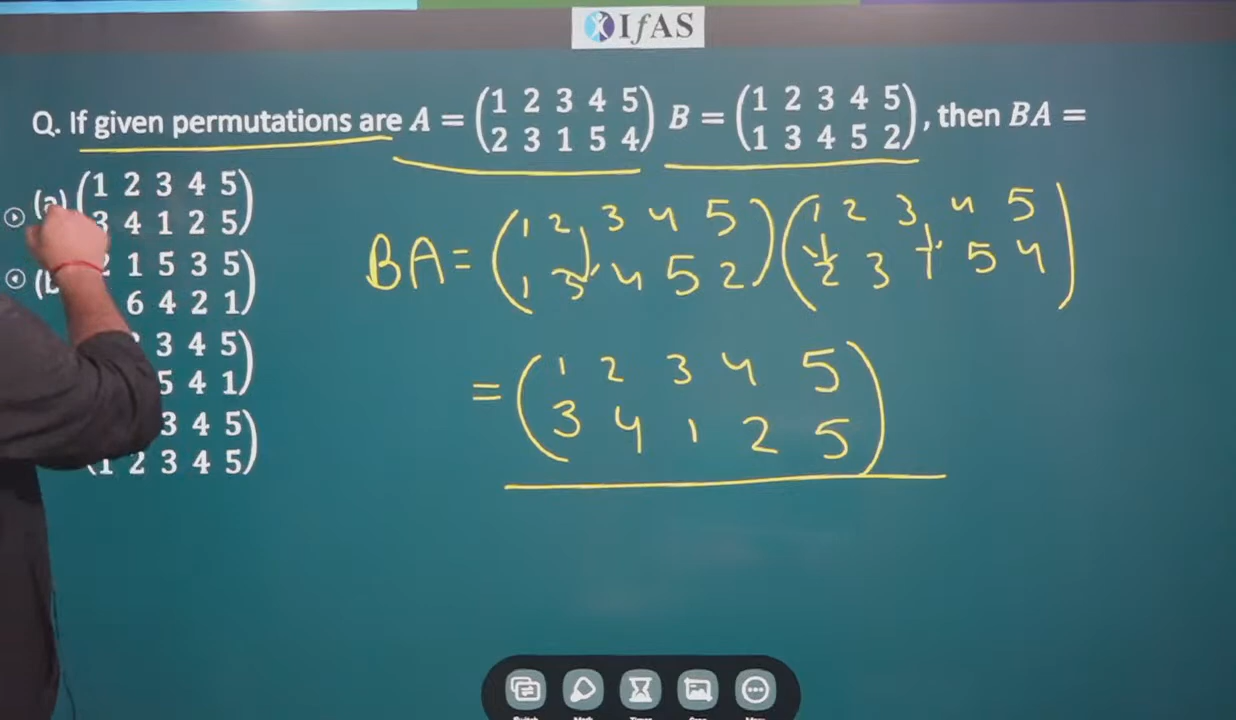 IfAS
Q. If given permutations are A = (1 2 3 4 5 / 2 3 1 5 4) B = (1 2 3 4 5 / 1 3 4 5 2), then BA =
(a) (1 2 3 4 5 / 3 4 1 2 5)
2 1 5 3 5
6 4 2 1
3 4 5
5 4 1
3 4 5
1 2 3 4 5
BA = (1 2 3 4 5 / 1 3 4 5 2) (1 2 3 4 5 / 2 3 1 5 4)
= (1 2 3 4 5 / 3 4 1 2 5)